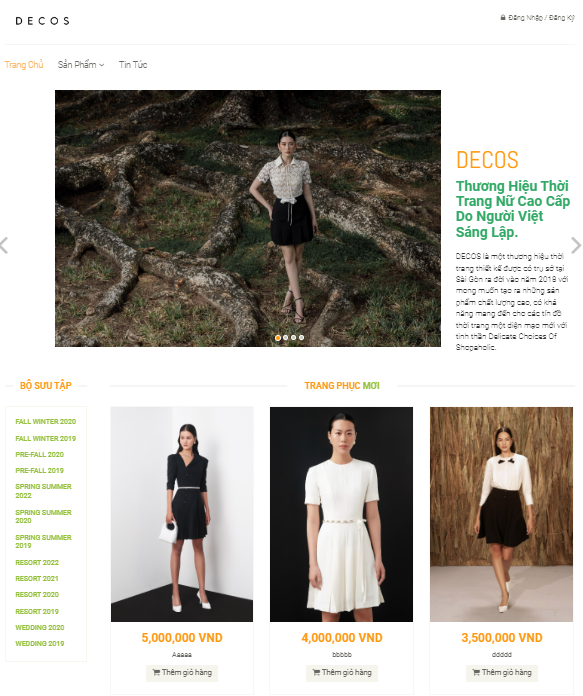 DECOS
Đăng Nhập / Đăng Ký
Trang Chủ Sản Phẩm Tin Tức
DECOS
Thương Hiệu Thời
Trang Nữ Cao Cấp
Do Người Việt
Sáng Lập.
DECOS là một thương hiệu thời
trang thiết kế được có trụ sở tại
Sài Gòn ra đời vào năm 2018 với
mong muốn tạo ra những sản
phẩm chất lượng cao, có khả
năng mang đến cho các tín đồ
thời trang một diện mạo mới với
tinh thần Delicate Choices Of
Shopaholic.
BỘ SƯU TẬP
FALL WINTER 2020
FALL WINTER 2019
PRE-FALL 2020
PRE-FALL 2019
SPRING SUMMER
2022
SPRING SUMMER
2020
SPRING SUMMER
2019
RESORT 2022
RESORT 2021
RESORT 2020
RESORT 2019
WEDDING 2020
WEDDING 2019
TRANG PHỤC MỚI
5,000,000 VND
Aaaaa
Thêm giỏ hàng
4,000,000 VND
bbbbb
Thêm giỏ hàng
3,500,000 VND
ddddd
Thêm giỏ hàng